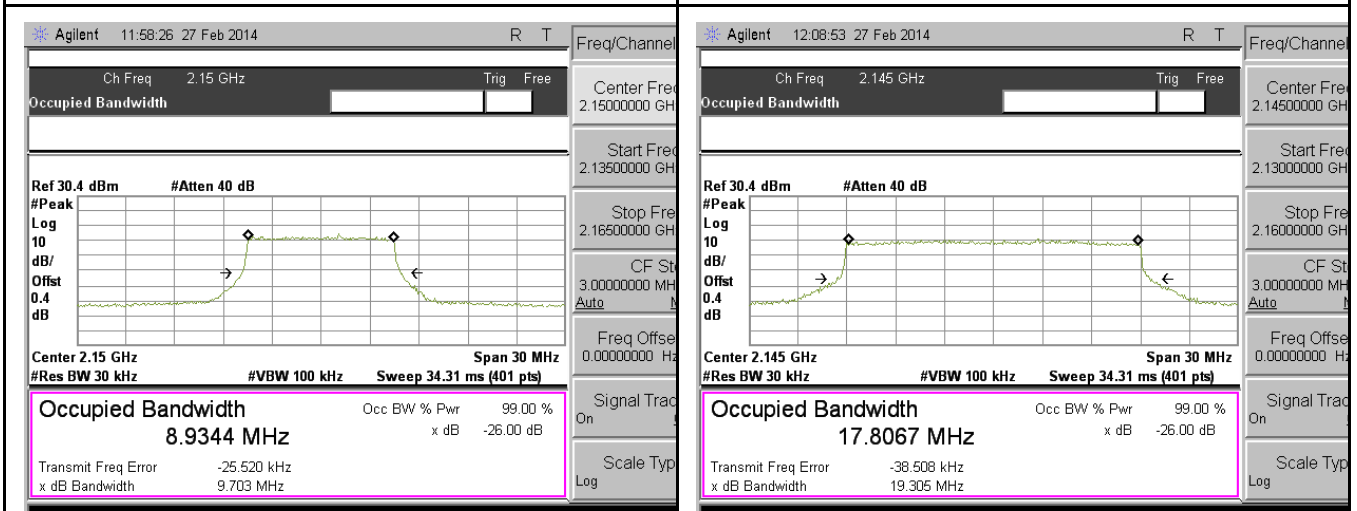 Agilent 11:58:26 27 Feb 2014 R T
Ch Freq 2.15 GHz Trig Free
Occupied Bandwidth
Ref 30.4 dBm #Atten 40 dB
#Peak
Log
10
dB/
Offst
0.4
dB
Center 2.15 GHz Span 30 MHz
#Res BW 30 kHz #VBW 100 kHz Sweep 34.31 ms (401 pts)
Occupied Bandwidth Occ BW % Pwr 99.00 %
8.9344 MHz x dB -26.00 dB
Transmit Freq Error -25.520 kHz
x dB Bandwidth 9.703 MHz
Freq/Channel
Center Freq
2.15000000 GH
Start Freq
2.13500000 GH
Stop Fre
2.16500000 GH
CF St
3.00000000 MH
Auto
Freq Offse
0.00000000 Hz
Signal Trac
On
Scale Typ
Log
Agilent 12:08:53 27 Feb 2014 R T
Ch Freq 2.145 GHz Trig Free
Occupied Bandwidth
Ref 30.4 dBm #Atten 40 dB
#Peak
Log
10
dB/
Offst
0.4
dB
Center 2.145 GHz Span 30 MHz
#Res BW 30 kHz #VBW 100 kHz Sweep 34.31 ms (401 pts)
Occupied Bandwidth Occ BW % Pwr 99.00 %
17.8067 MHz x dB -26.00 dB
Transmit Freq Error -38.508 kHz
x dB Bandwidth 19.305 MHz
Freq/Channel
Center Fre
2.14500000 GH
Start Fre
2.13000000 GH
Stop Fre
2.16000000 GH
CF St
3.00000000 MH
Auto
Freq Offse
0.00000000 Hz
Signal Trac
On
Scale Typ
Log